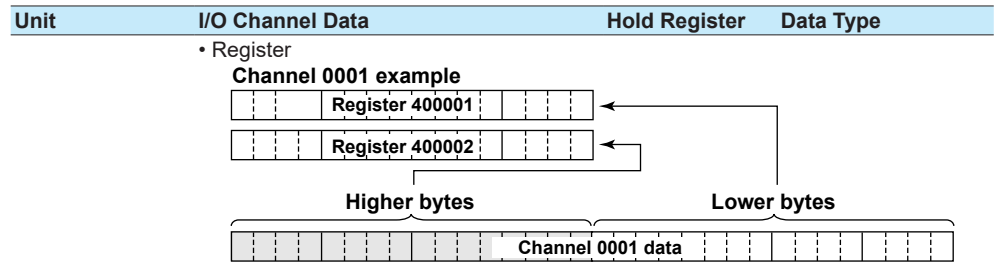 Unit I/O Channel Data Hold Register Data Type
• Register
Channel 0001 example
Register 400001
Register 400002
Higher bytes Lower bytes
Channel 0001 data